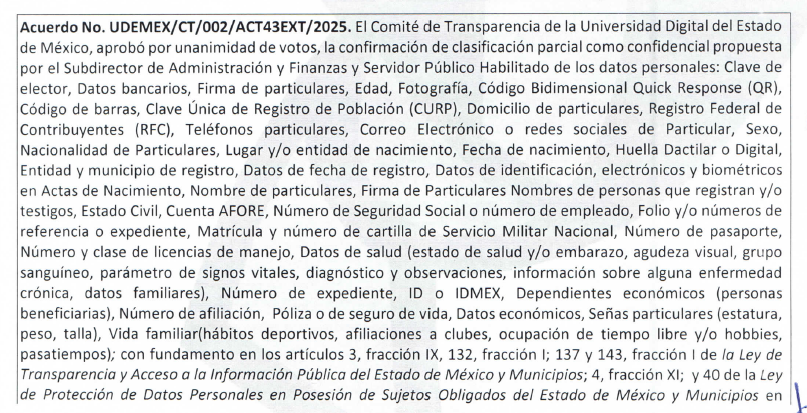 Acuerdo No. UDEMEX/CT/002/ACT43EXT/2025. El Comité de Transparencia de la Universidad Digital del Estado
de México, aprobó por unanimidad de votos, la confirmación de clasificación parcial como confidencial propuesta
por el Subdirector de Administración y Finanzas y Servidor Público Habilitado de los datos personales: Clave de
elector, Datos bancarios, Firma de particulares, Edad, Fotografía, Código Bidimensional Quick Response (QR),
Código de barras, Clave Única de Registro de Población (CURP), Domicilio de particulares, Registro Federal de
Contribuyentes (RFC), Teléfonos particulares, Correo Electrónico o redes sociales de Particular, Sexo,
Nacionalidad de Particulares, Lugar y/o entidad de nacimiento, Fecha de nacimiento, Huella Dactilar o Digital,
Entidad y municipio de registro, Datos de fecha de registro, Datos de identificación, electrónicos y biométricos
en Actas de Nacimiento, Nombre de particulares, Firma de Particulares Nombres de personas que registran y/o
testigos, Estado Civil, Cuenta AFORE, Número de Seguridad Social o número de empleado, Folio y/o números de
referencia o expediente, Matrícula y número de cartilla de Servicio Militar Nacional, Número de pasaporte,
Número y clase de licencias de manejo, Datos de salud (estado de salud y/o embarazo, agudeza visual, grupo
sanguíneo, parámetro de signos vitales, diagnóstico y observaciones, información sobre alguna enfermedad
crónica, datos familiares), Número de expediente, ID o IDMEX, Dependientes económicos (personas
beneficiarias), Número de afiliación, Póliza o de seguro de vida, Datos económicos, Señas particulares (estatura,
peso, talla), Vida familiar(hábitos deportivos, afiliaciones a clubes, ocupación de tiempo libre y/o hobbies,
pasatiempos); con fundamento en los artículos 3, fracción IX, 132, fracción I; 137 y 143, fracción I de la Ley de
Transparencia y Acceso a la Información Pública del Estado de México y Municipios; 4, fracción XI; y 40 de la Ley
de Protección de Datos Personales en Posesión de Sujetos Obligados del Estado de México y Municipios en